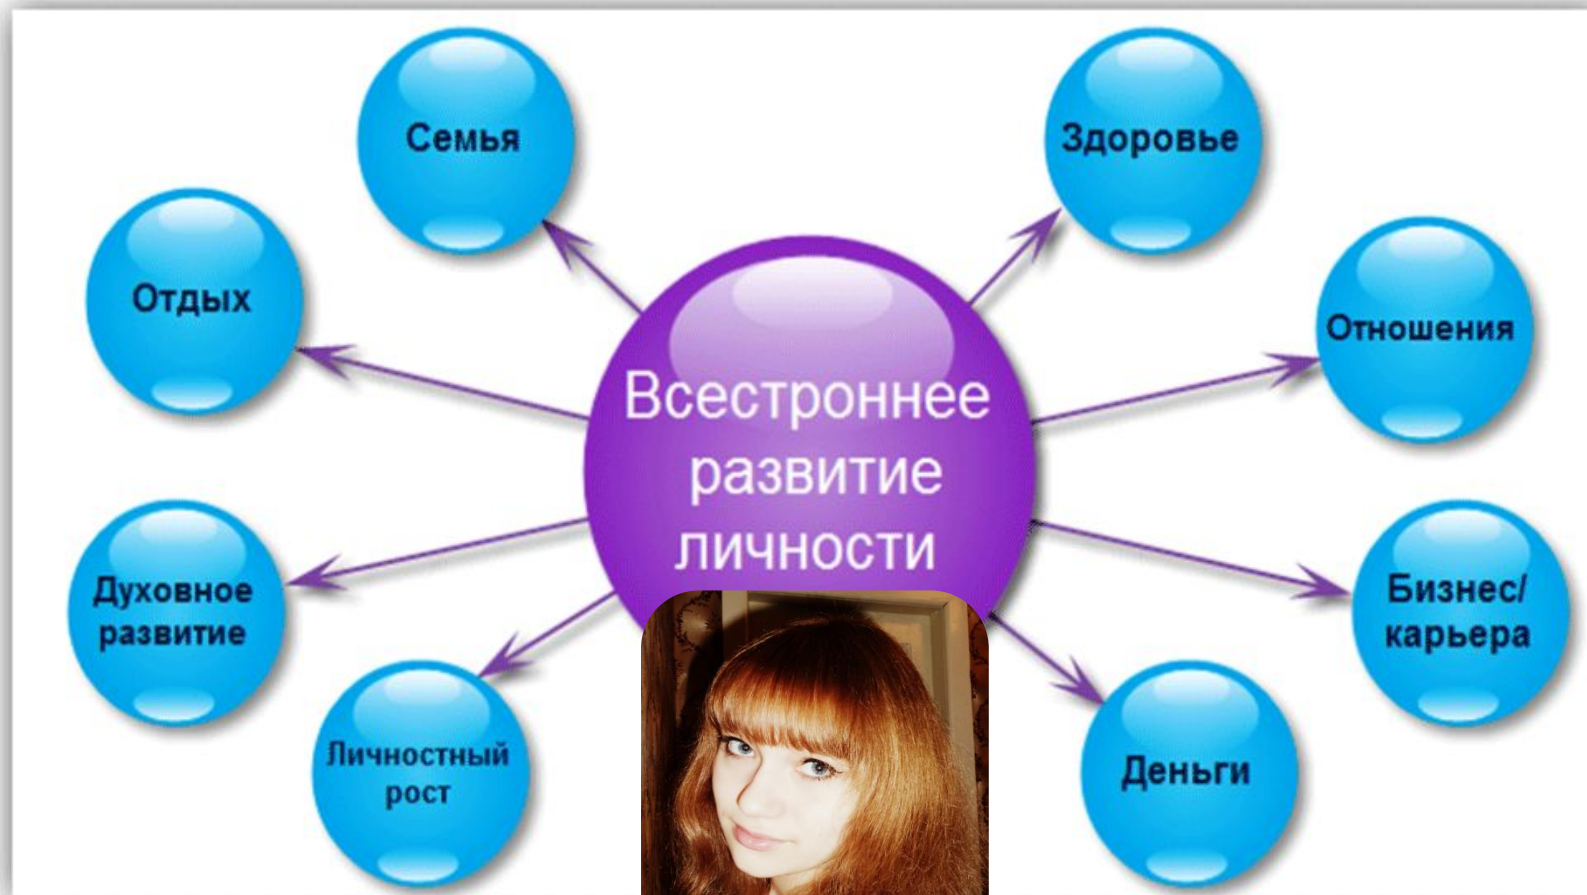 Семья
Здоровье
Отдых
Отношения
Всестроннее
развитие
личности
Духовное
развитие
Бизнес/
карьера
Личностный
рост
Деньги